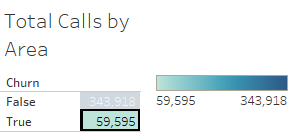 Total Calls by
Area
Churn
False 343,918
True 59,595
59,595 343,918